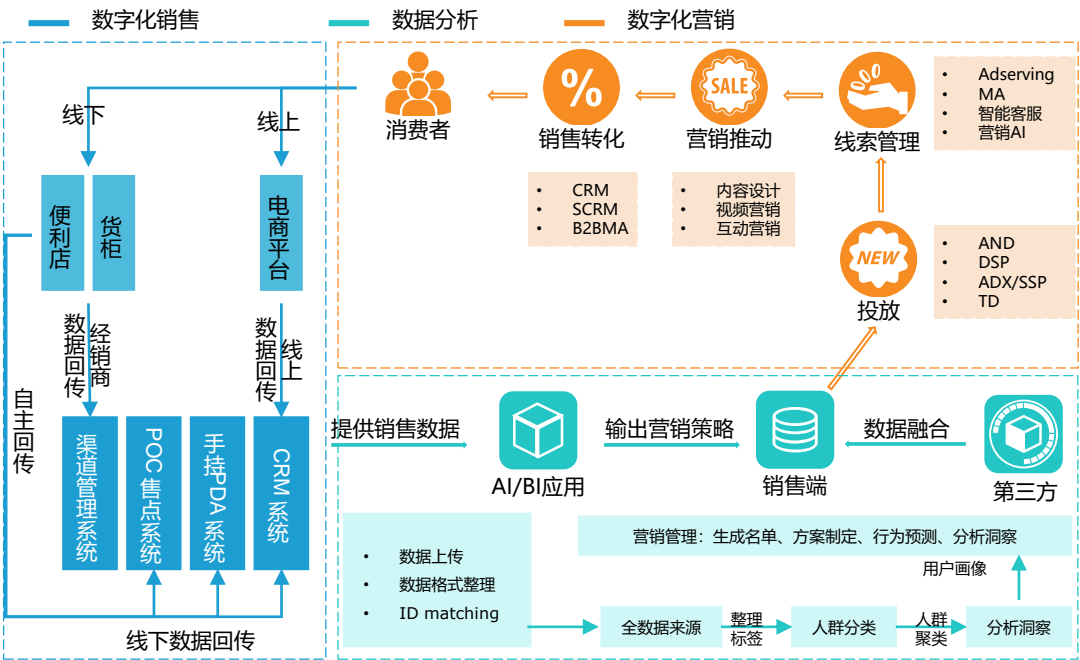 数字化销售
数据分析
数字化营销
线下
线上
便利店
货柜
电商平台
数据回传
经销商
数据回传
线上
自主回传
渠道管理系统
POC 售点系统
手持PDA 系统
CRM 系统
线下数据回传
消费者
销售转化
营销推动
线索管理
• Adserving
• MA
• 智能客服
• 营销AI
• CRM
• SCRM
• B2BMA
• 内容设计
• 视频营销
• 互动营销
NEW
投放
• AND
• DSP
• ADX/SSP
• TD
%
SALE
提供销售数据
AI/BI应用
输出营销策略
销售端
数据融合
第三方
• 数据上传
• 数据格式整理
• ID matching
营销管理：生成名单、方案制定、行为预测、分析洞察
用户画像
全数据来源
整理
标签
人群分类
人群
聚类
分析洞察